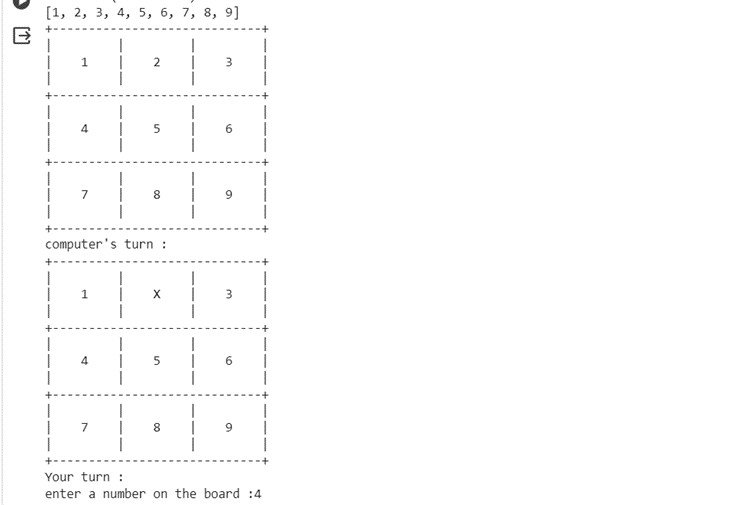 [1, 2, 3, 4, 5, 6, 7, 8, 9]
+-----------------------------+
|         |         |         |
|    1    |    2    |    3    |
|         |         |         |
+-----------------------------+
|         |         |         |
|    4    |    5    |    6    |
|         |         |         |
+-----------------------------+
|         |         |         |
|    7    |    8    |    9    |
|         |         |         |
+-----------------------------+
computer's turn :
+-----------------------------+
|         |         |         |
|    1    |    X    |    3    |
|         |         |         |
+-----------------------------+
|         |         |         |
|    4    |    5    |    6    |
|         |         |         |
+-----------------------------+
|         |         |         |
|    7    |    8    |    9    |
|         |         |         |
+-----------------------------+
Your turn :
enter a number on the board :4